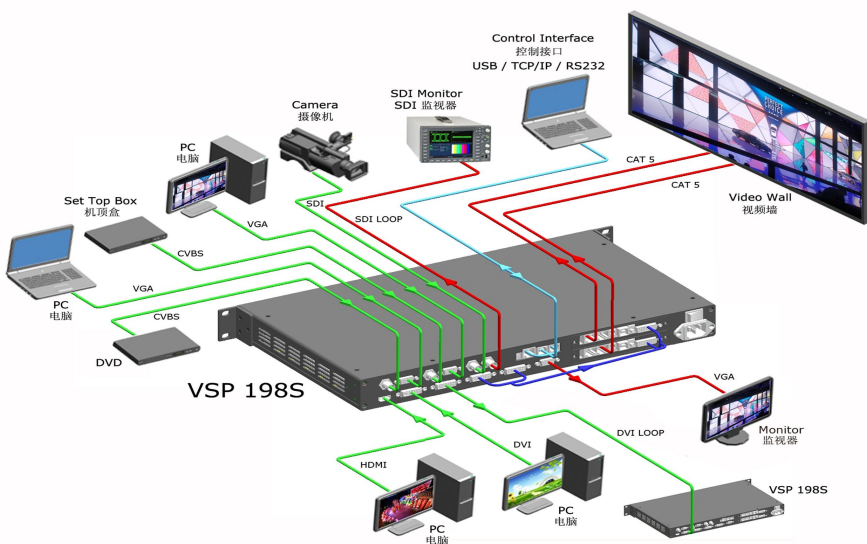 Control Interface
控制接口
USB / TCP/IP / RS232
SDI Monitor
SDI 监视器
Camera
摄像机
PC
电脑
Set Top Box
机顶盒
CAT 5
CAT 5
Video Wall
视频墙
SDI
SDI LOOP
VGA
CVBS
VGA
PC
电脑
CVBS
DVD
VSP 198S
VGA
Monitor
监视器
DVI LOOP
DVI
HDMI
PC
电脑
PC
电脑
VSP 198S